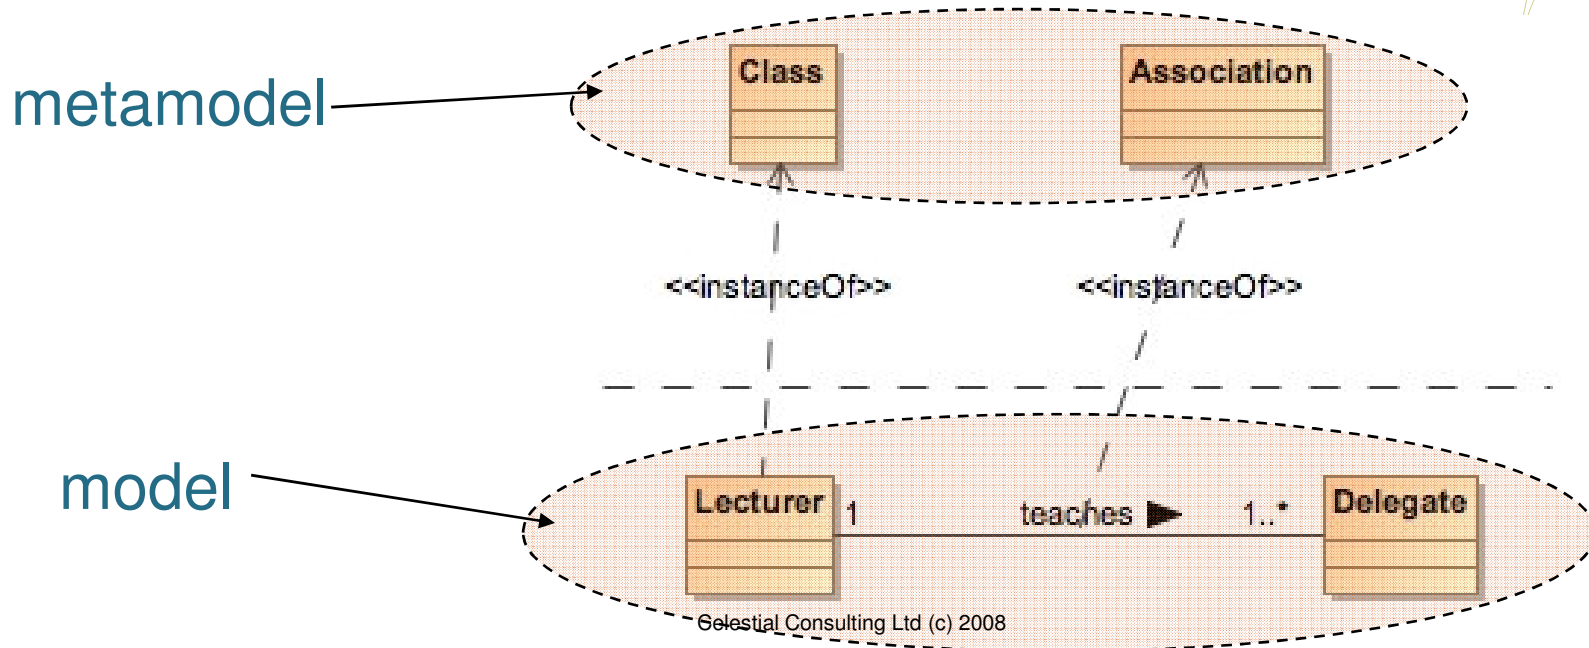 Class
Association
metamodel
<<instanceOf>>
<<instanceOf>>
model
Lecturer
1
teaches ►
1..*
Delegate
Celestial Consulting Ltd (c) 2008